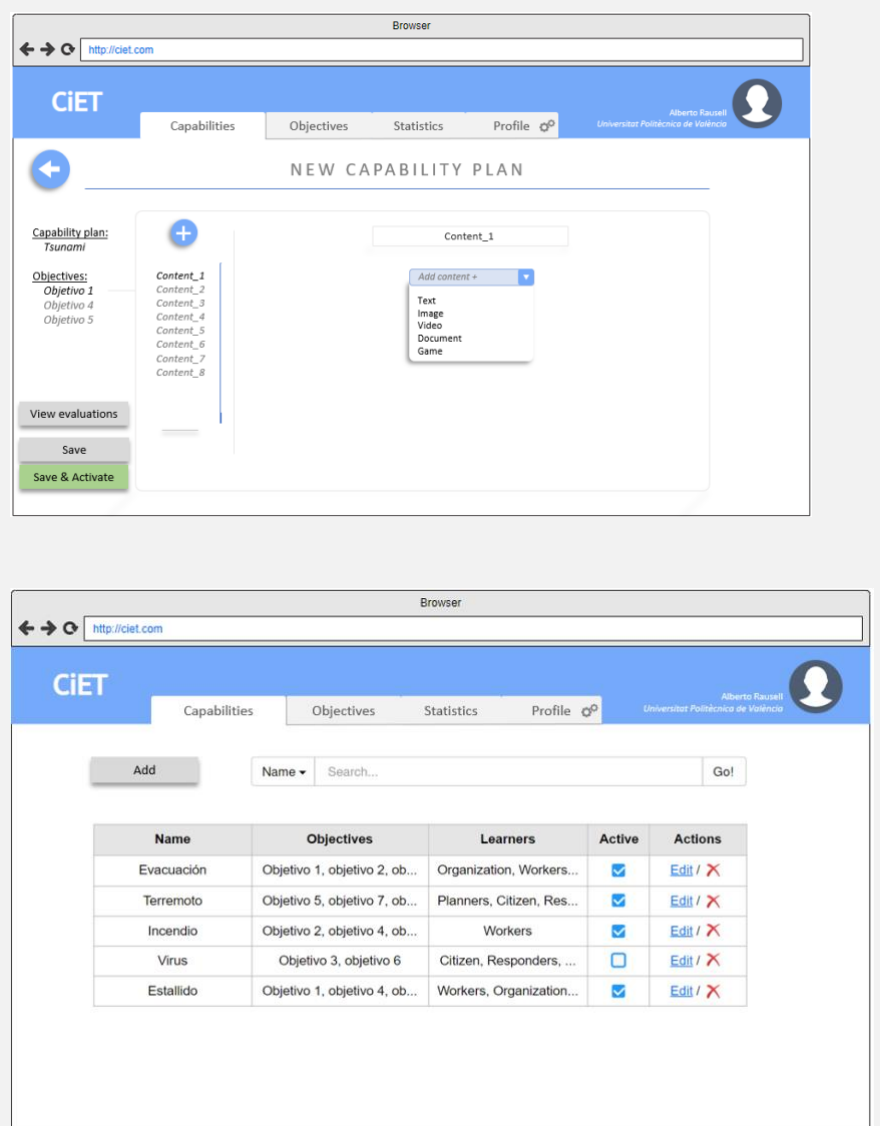 Browser
http://ciet.com
CiET
Capabilities Objectives Statistics Profile
Alberto Rausell
Universitat Politècnica de València
NEW CAPABILITY PLAN
Capability plan:
Tsunami
Objectives:
Objetivo 1
Objetivo 4
Objetivo 5
View evaluations
Save
Save & Activate
Content_1
Content_2
Content_3
Content_4
Content_5
Content_6
Content_7
Content_8
Content_1
Add content +
Text
Image
Video
Document
Game
Browser
http://ciet.com
CiET
Capabilities Objectives Statistics Profile
Alberto Rausell
Universitat Politècnica de València
Add Name Search... Go!
Name Objectives Learners Active Actions
Evacuación Objetivo 1, objetivo 2, ob... Organization, Workers... Edit /
Terremoto Objetivo 5, objetivo 7, ob... Planners, Citizen, Res... Edit /
Incendio Objetivo 2, objetivo 4, ob... Workers Edit /
Virus Objetivo 3, objetivo 6 Citizen, Responders, ... Edit /
Estallido Objetivo 1, objetivo 4, ob... Workers, Organization... Edit /